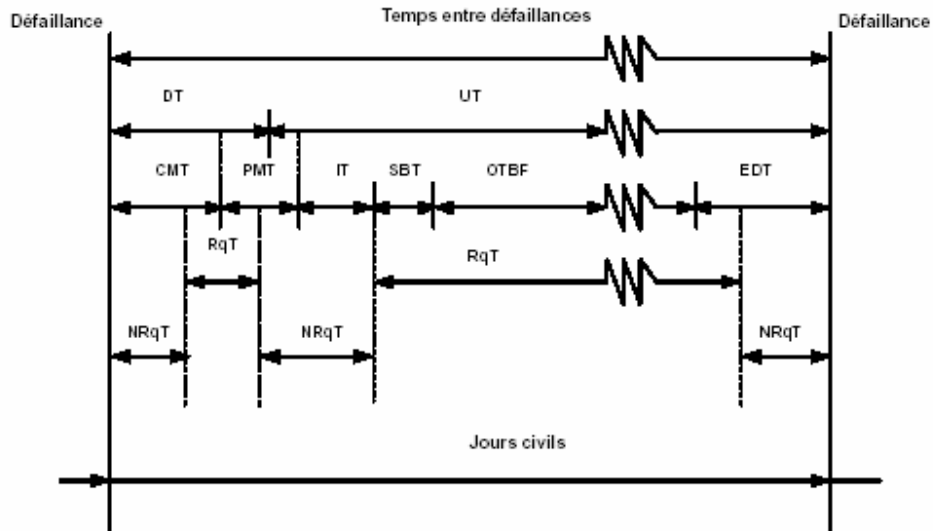 Temps entre défaillances
Défaillance
Défaillance
DT
UT
CMT
PMT
IT
SBT
OTBF
EDT
RqT
RqT
NRqT
NRqT
NRqT
Jours civils